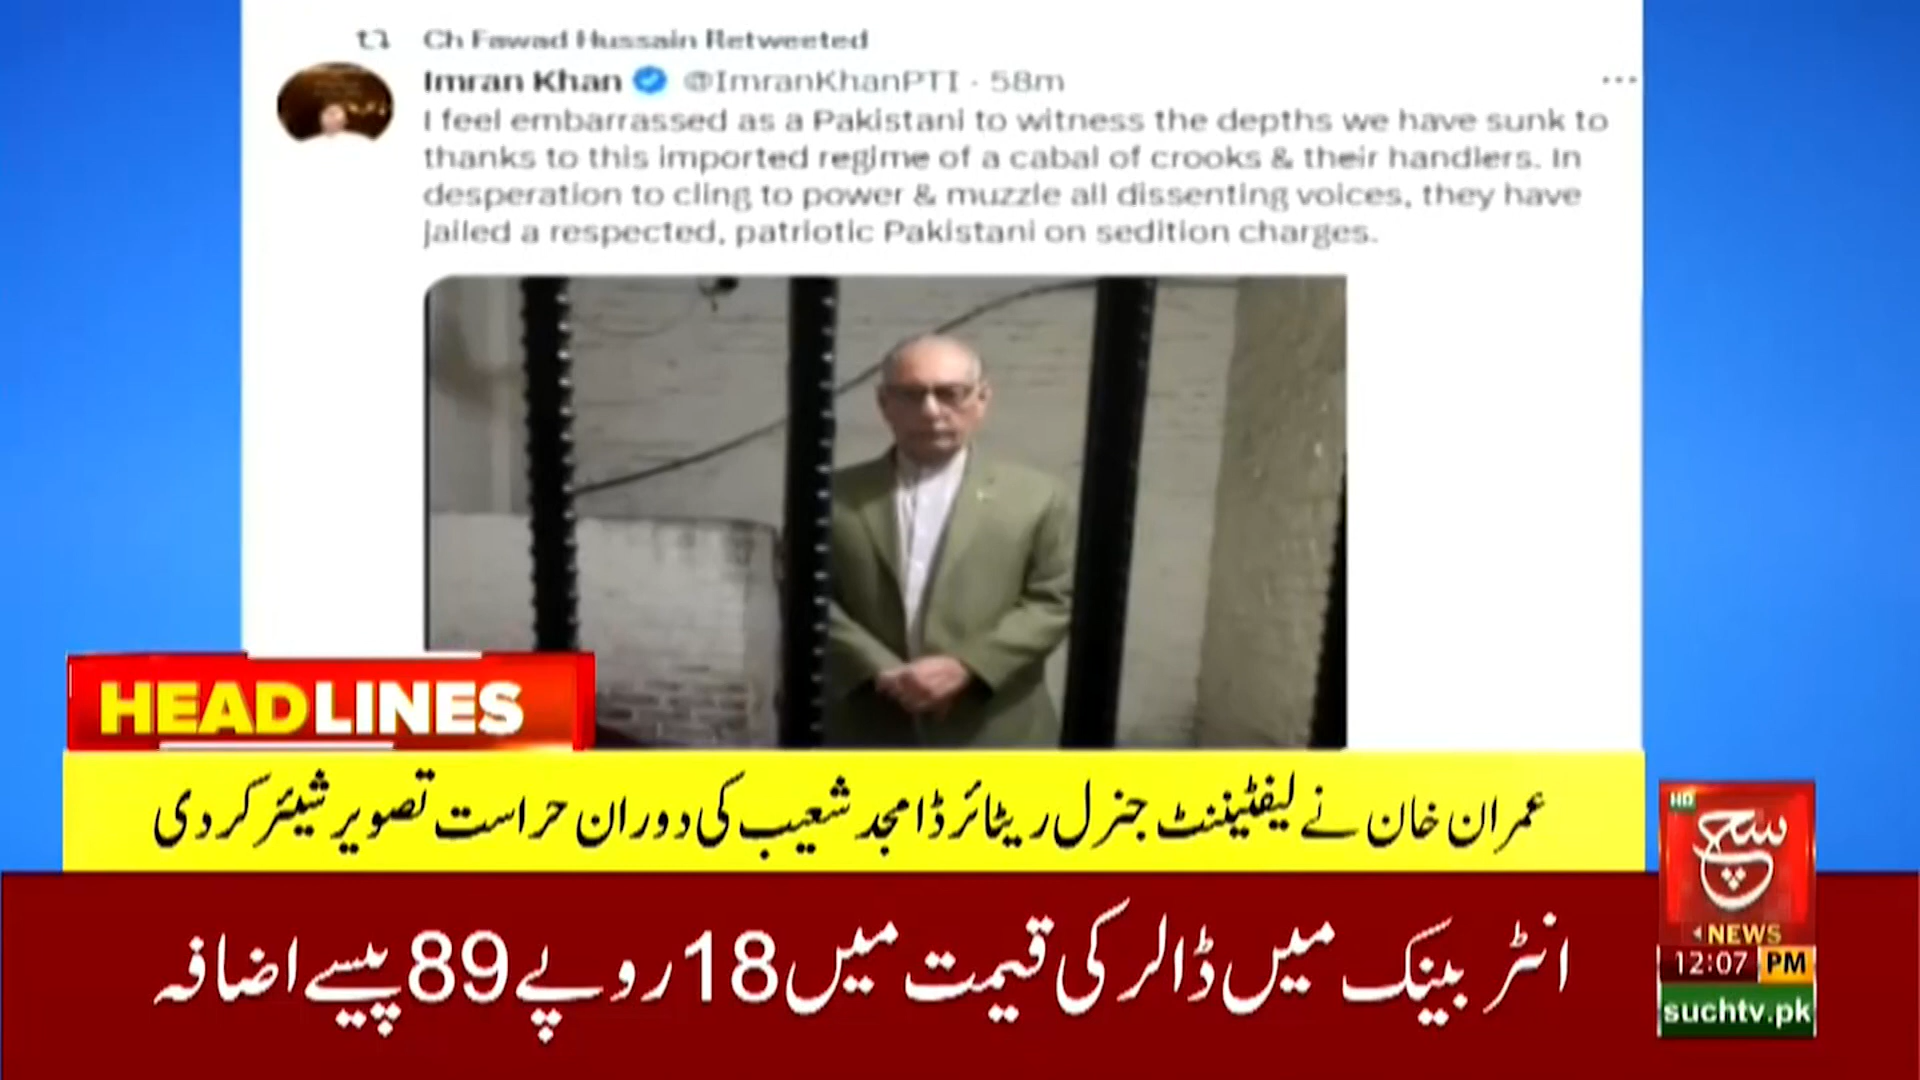 Ch Fawad Hussain Retweeted
Imran Khan @ImranKhanPTI · 58m
I feel embarrassed as a Pakistani to witness the depths we have sunk to
thanks to this imported regime of a cabal of crooks & their handlers. In
desperation to cling to power & muzzle all dissenting voices, they have
jailed a respected, patriotic Pakistani on sedition charges.
HEADLINES
عمران خان نے لیفٹیننٹ جنرل ریٹائرڈ امجد شعیب کی دوران حراست تصویر شیئر کر دی
انٹر بینک میں ڈالر کی قیمت میں 18 روپے 89 پیسے اضافہ
HD
سچ
NEWS
12:07 PM
suchtv.pk